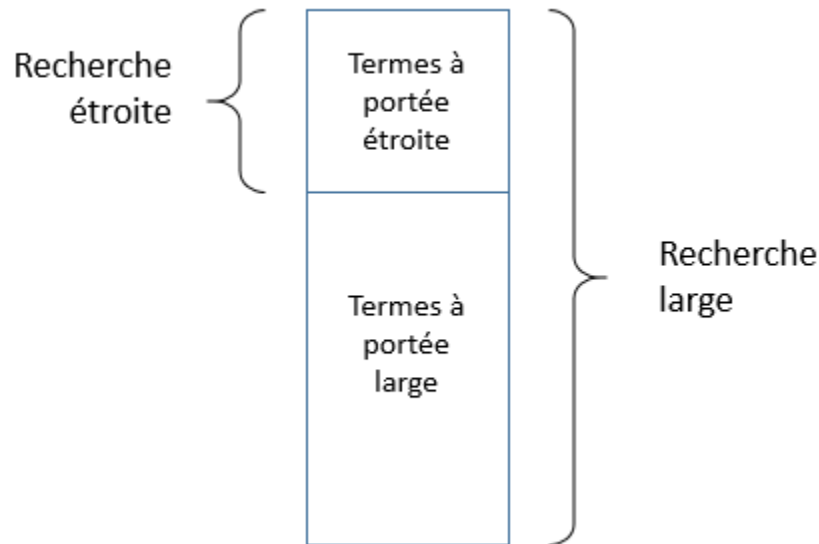 Recherche
étroite
Termes à
portée
étroite
Termes à
portée
large
Recherche
large